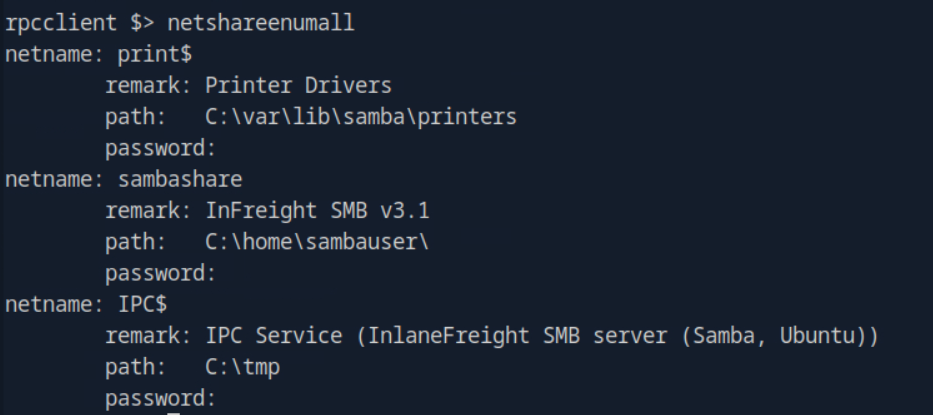 rpcclient $> netshareenumall
netname: print$
remark: Printer Drivers
path: C:\var\lib\samba\printers
password:
netname: sambashare
remark: InFreight SMB v3.1
path: C:\home\sambauser\
password:
netname: IPC$
remark: IPC Service (InlaneFreight SMB server (Samba, Ubuntu))
path: C:\tmp
password: